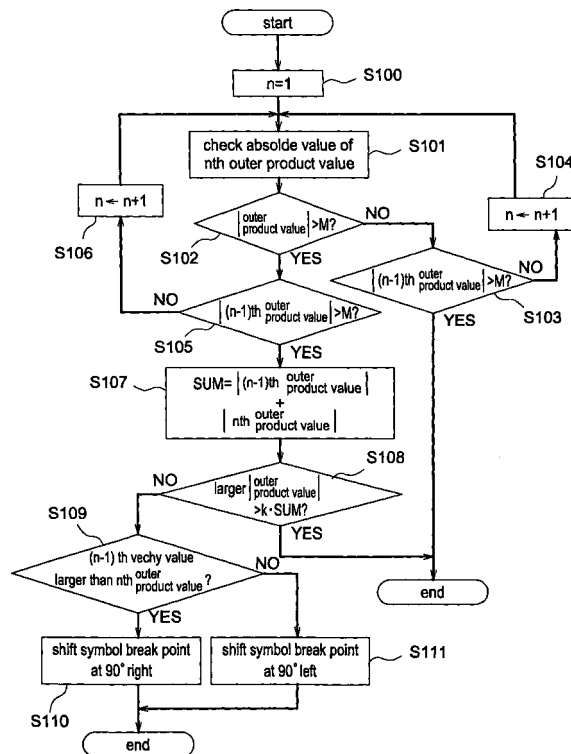 start
S100
n=1
S101
check absolde value of
nth outer product value
S104
n ← n+1
n ← n+1
S106
| outer product value | >M?
NO
S102
YES
| (n-1)th outer product value | >M?
NO
S103
YES
NO
| (n-1)th outer product value | >M?
S105
YES
S107
SUM= | (n-1)th outer product value |
+
| nth outer product value |
S108
NO
larger | outer product value |
>k·SUM?
YES
S109
(n-1) th vechy value
larger than nth outer product value ?
NO
YES
end
shift symbol break point
at 90° right
S110
shift symbol break point
at 90° left
S111
end